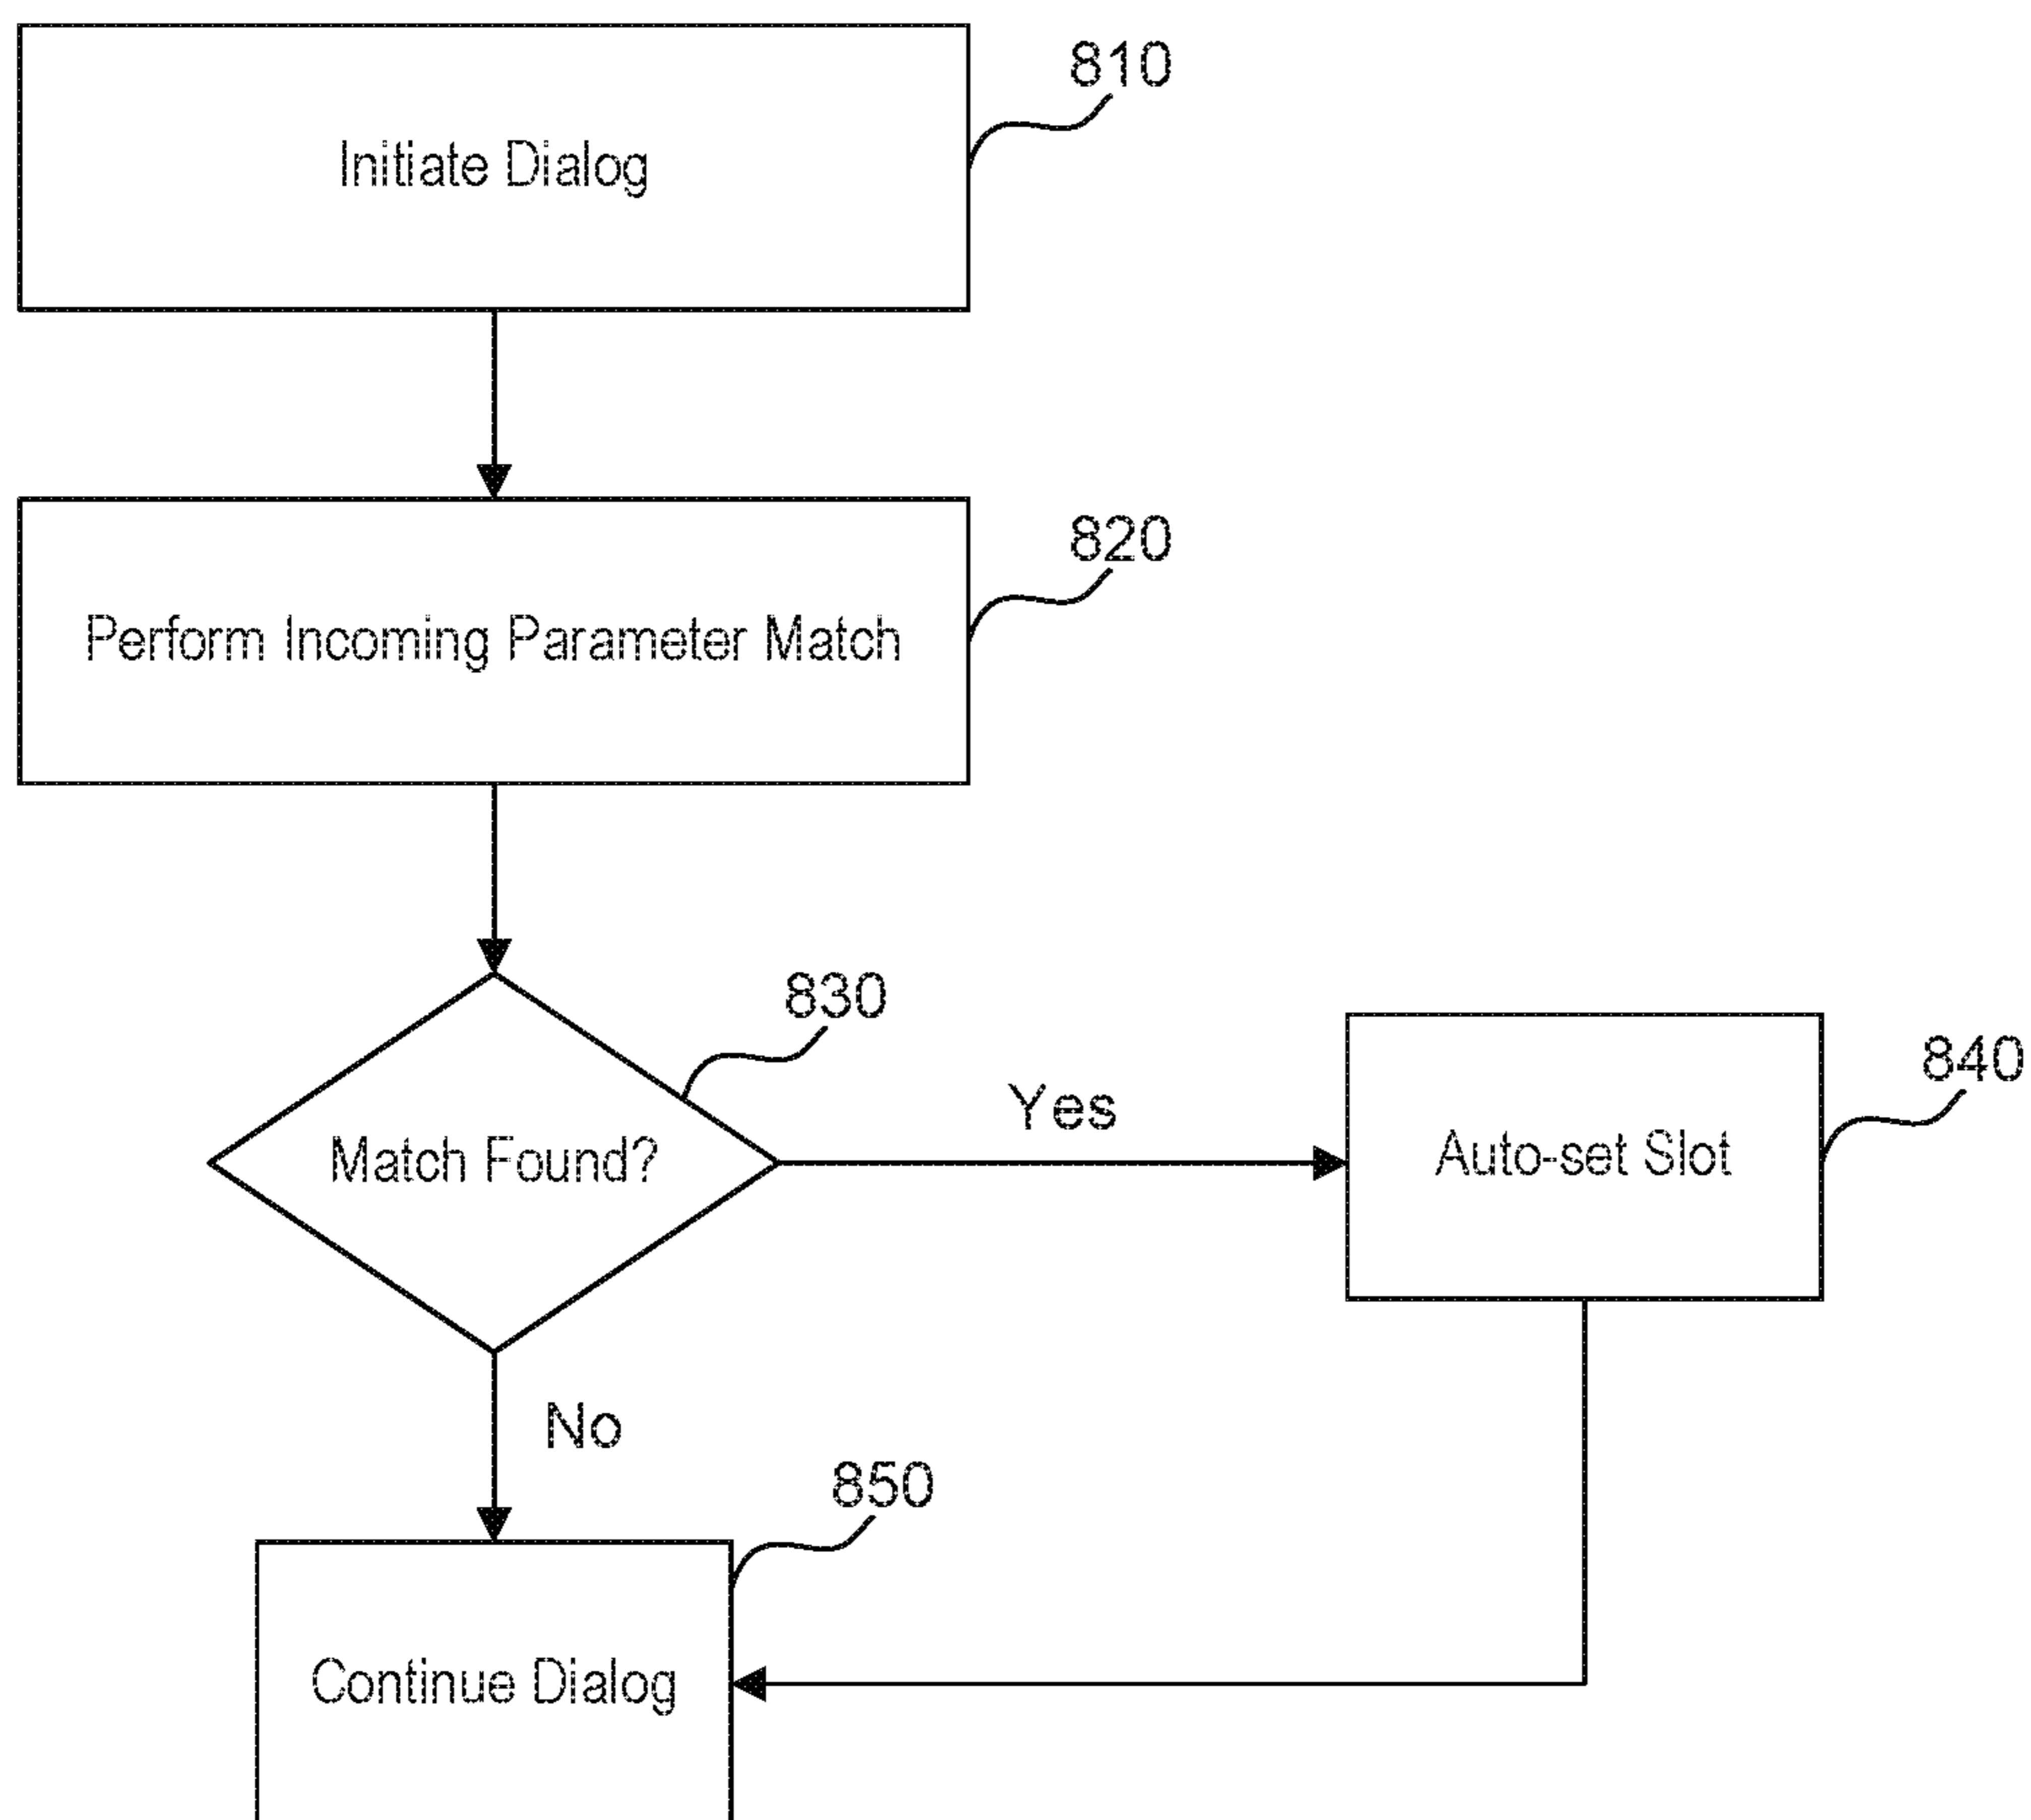 810
Initiate Dialog
820
Perform Incoming Parameter Match
830
Match Found?
Yes
840
Auto-set Slot
No
850
Continue Dialog